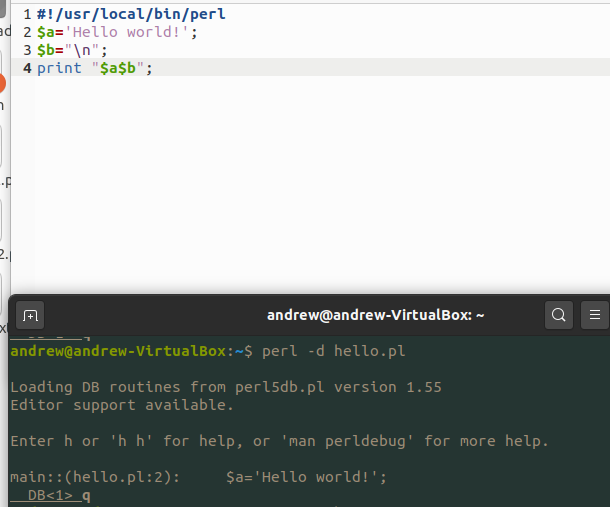 1 #!/usr/local/bin/perl
2 $a='Hello world!';
3 $b="\n";
4 print "$a$b";
andrew@andrew-VirtualBox: ~
andrew@andrew-VirtualBox:~$ perl -d hello.pl
Loading DB routines from perl5db.pl version 1.55
Editor support available.
Enter h or 'h h' for help, or 'man perldebug' for more help.
main::(hello.pl:2):     $a='Hello world!';
  DB<1> q